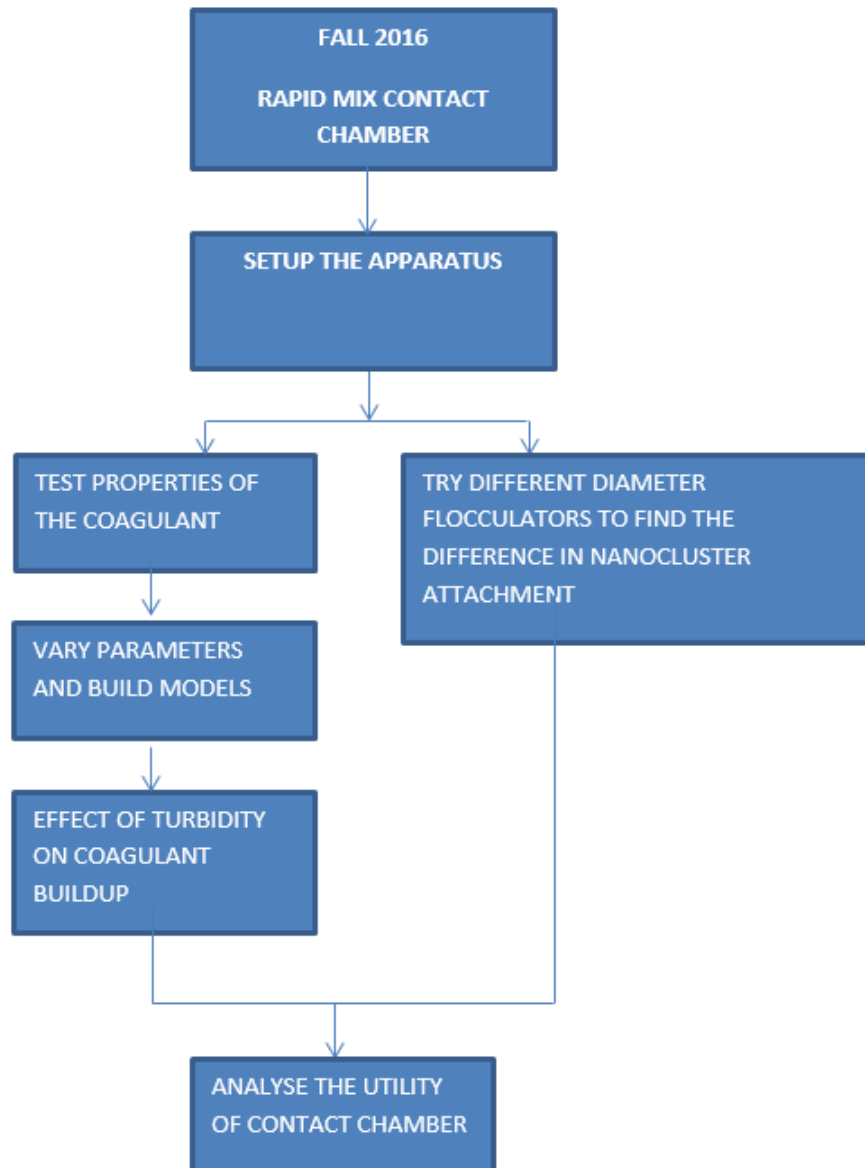 FALL 2016
RAPID MIX CONTACT
CHAMBER
SETUP THE APPARATUS
TEST PROPERTIES OF
THE COAGULANT
TRY DIFFERENT DIAMETER
FLOCCULATORS TO FIND THE
DIFFERENCE IN NANOCLUSTER
ATTACHMENT
VARY PARAMETERS
AND BUILD MODELS
EFFECT OF TURBIDITY
ON COAGULANT
BUILDUP
ANALYSE THE UTILITY
OF CONTACT CHAMBER